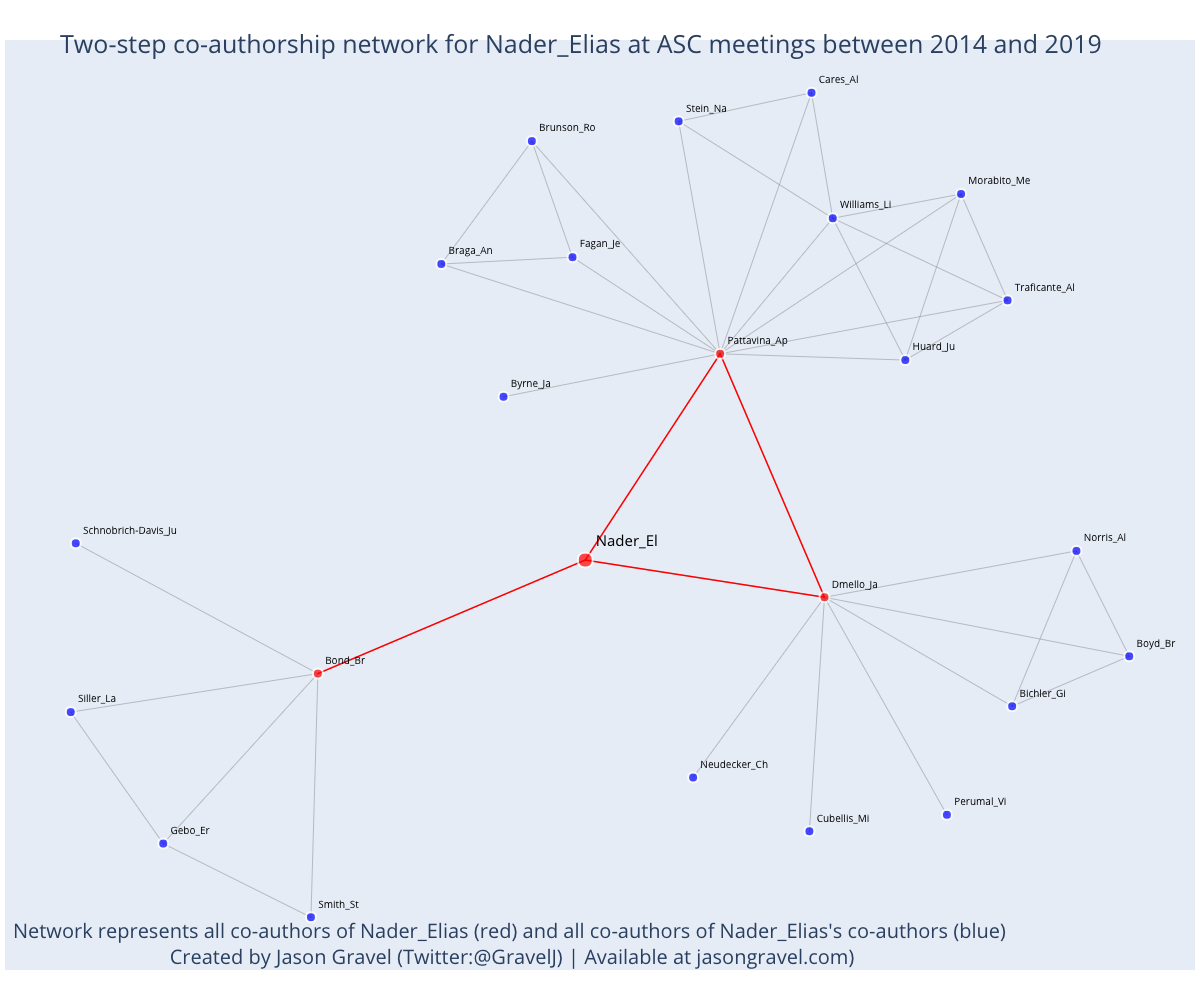 Two-step co-authorship network for Nader_Elias at ASC meetings between 2014 and 2019
Cares_Al
Stein_Na
Brunson_Ro
Morabito_Me
Williams_Li
Fagan_Je
Braga_An
Traficante_Al
Pattavina_Ap
Huard_Ju
Byrne_Ja
Schnobrich-Davis_Ju
Nader_El
Norris_Al
Dmello_Ja
Boyd_Br
Bond_Br
Siller_La
Bichler_Gi
Neudecker_Ch
Perumal_Vi
Cubellis_Mi
Gebo_Er
Smith_St
Network represents all co-authors of Nader_Elias (red) and all co-authors of Nader_Elias's co-authors (blue)
Created by Jason Gravel (Twitter:@GravelJ) | Available at jasongravel.com)